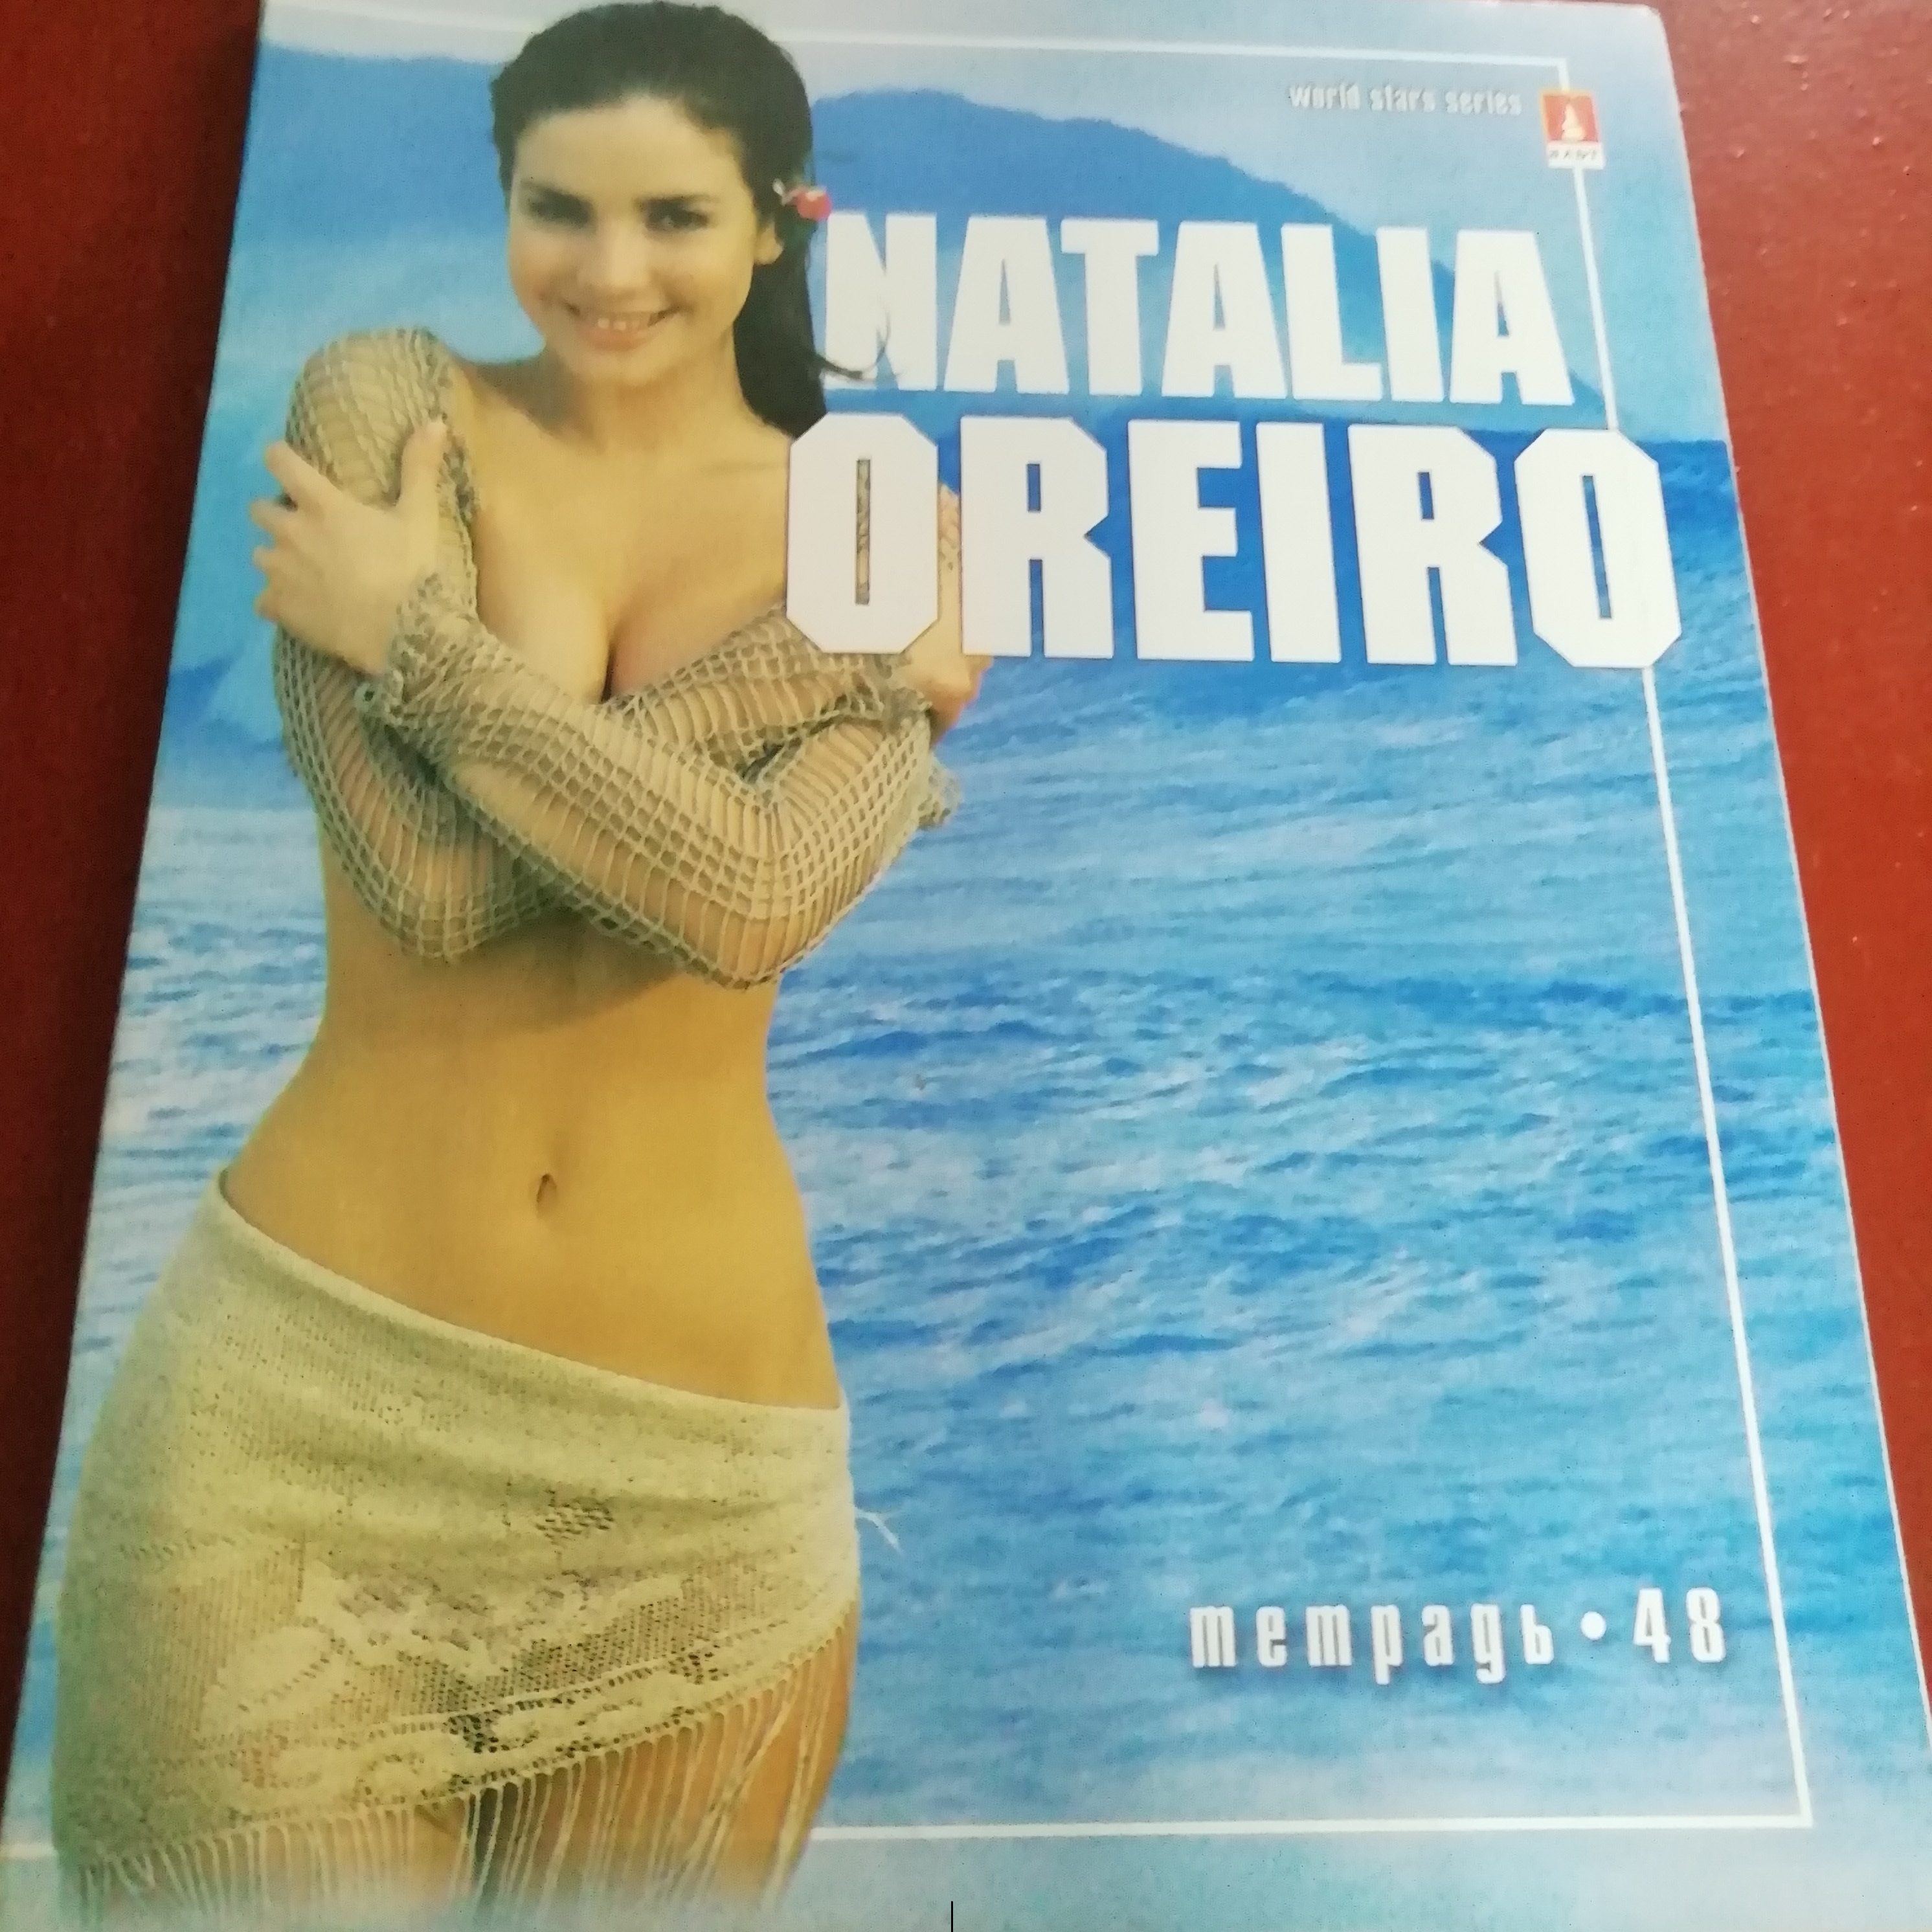 world stars series
NATALIA
OREIRO
тетрадь • 48